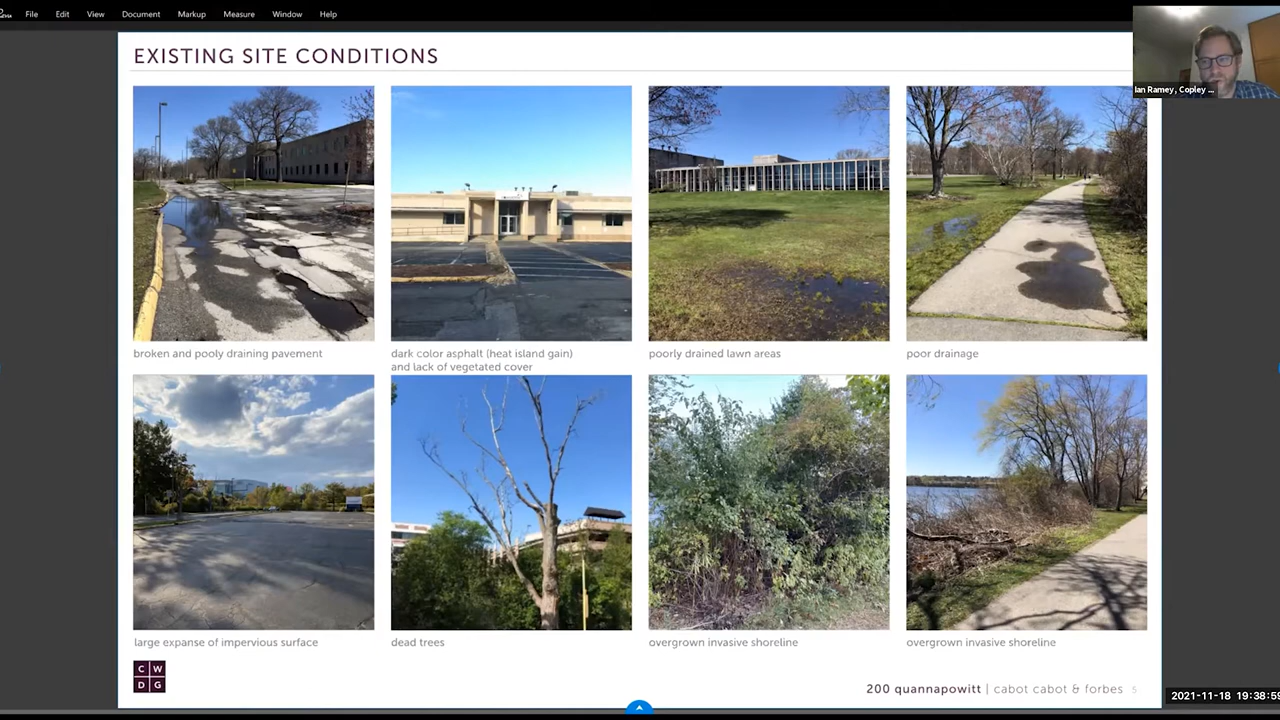 File Edit View Document Markup Measure Window Help
EXISTING SITE CONDITIONS
Ian Ramey, Copley ...
broken and pooly draining pavement
dark color asphalt (heat island gain)
and lack of vegetated cover
poorly drained lawn areas
poor drainage
large expanse of impervious surface
dead trees
overgrown invasive shoreline
overgrown invasive shoreline
C W
D G
200 quannapowitt | cabot cabot & forbes 5
2021-11-18 19:38:59